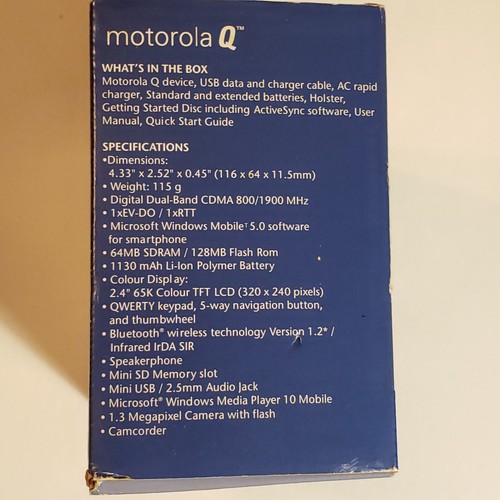 motorola Q™
WHAT'S IN THE BOX
Motorola Q device, USB data and charger cable, AC rapid
charger, Standard and extended batteries, Holster,
Getting Started Disc including ActiveSync software, User
Manual, Quick Start Guide
SPECIFICATIONS
•Dimensions:
4.33" x 2.52" x 0.45" (116 x 64 x 11.5mm)
• Weight: 115 g
• Digital Dual-Band CDMA 800/1900 MHz
• 1xEV-DO / 1xRTT
• Microsoft Windows Mobile™ 5.0 software
for smartphone
• 64MB SDRAM / 128MB Flash Rom
• 1130 mAh Li-Ion Polymer Battery
• Colour Display:
2.4" 65K Colour TFT LCD (320 x 240 pixels)
• QWERTY keypad, 5-way navigation button,
and thumbwheel
• Bluetooth® wireless technology Version 1.2* /
Infrared IrDA SIR
• Speakerphone
• Mini SD Memory slot
• Mini USB / 2.5mm Audio Jack
• Microsoft® Windows Media Player 10 Mobile
• 1.3 Megapixel Camera with flash
• Camcorder